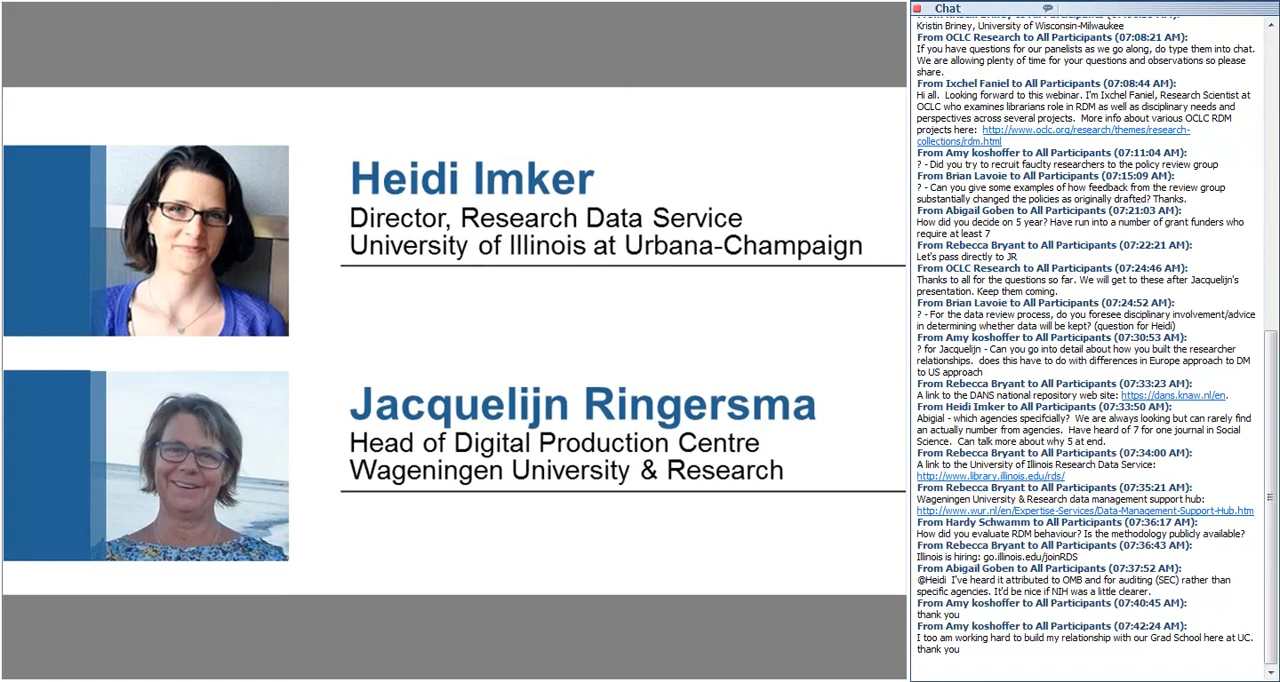 Heidi Imker
Director, Research Data Service
University of Illinois at Urbana-Champaign
Jacquelijn Ringersma
Head of Digital Production Centre
Wageningen University & Research
Chat
Kristin Briney, University of Wisconsin-Milwaukee
From OCLC Research to All Participants (07:08:21 AM):
If you have questions for our panelists as we go along, do type them into chat.
We are allowing plenty of time for your questions and observations so please
share.
From Ixchel Faniel to All Participants (07:08:44 AM):
Hi all.  Looking forward to this webinar. I'm Ixchel Faniel, Research Scientist at
OCLC who examines librarians role in RDM as well as disciplinary needs and
perspectives across several projects.  More info about various OCLC RDM
projects here:  http://www.oclc.org/research/themes/research-
collections/rdm.html
From Amy koshoffer to All Participants (07:11:04 AM):
? - Did you try to recruit fauclty researchers to the policy review group
From Brian Lavoie to All Participants (07:15:09 AM):
? - Can you give some examples of how feedback from the review group
substantially changed the policies as originally drafted? Thanks.
From Abigail Goben to All Participants (07:21:03 AM):
How did you decide on 5 year? Have run into a number of grant funders who
require at least 7
From Rebecca Bryant to All Participants (07:22:21 AM):
Let's pass directly to JR
From OCLC Research to All Participants (07:24:46 AM):
Thanks to all for the questions so far. We will get to these after Jacquelijn's
presentation. Keep them coming.
From Brian Lavoie to All Participants (07:24:52 AM):
? - For the data review process, do you foresee disciplinary involvement/advice
in determining whether data will be kept? (question for Heidi)
From Amy koshoffer to All Participants (07:30:53 AM):
? for Jacquelijn - Can you go into detail about how you built the researcher
relationships.  does this have to do with differences in Europe approach to DM
to US approach
From Rebecca Bryant to All Participants (07:33:23 AM):
A link to the DANS national repository web site: https://dans.knaw.nl/en.
From Heidi Imker to All Participants (07:33:50 AM):
Abigial - which agencies specifcially?  We are always looking but can rarely find
an actually number from agencies.  Have heard of 7 for one journal in Social
Science.  Can talk more about why 5 at end.
From Rebecca Bryant to All Participants (07:34:00 AM):
A link to the University of Illinois Research Data Service:
http://www.library.illinois.edu/rds/
From Rebecca Bryant to All Participants (07:35:21 AM):
Wageningen University & Research data management support hub:
http://www.wur.nl/en/Expertise-Services/Data-Management-Support-Hub.htm
From Hardy Schwamm to All Participants (07:36:17 AM):
How did you evaluate RDM behaviour? Is the methodology publicly available?
From Rebecca Bryant to All Participants (07:36:43 AM):
Illinois is hiring: go.illinois.edu/joinRDS
From Abigail Goben to All Participants (07:37:52 AM):
@Heidi  I've heard it attributed to OMB and for auditing (SEC) rather than
specific agencies. It'd be nice if NIH was a little clearer.
From Amy koshoffer to All Participants (07:40:45 AM):
thank you
From Amy koshoffer to All Participants (07:42:24 AM):
I too am working hard to build my relationship with our Grad School here at UC.
thank you